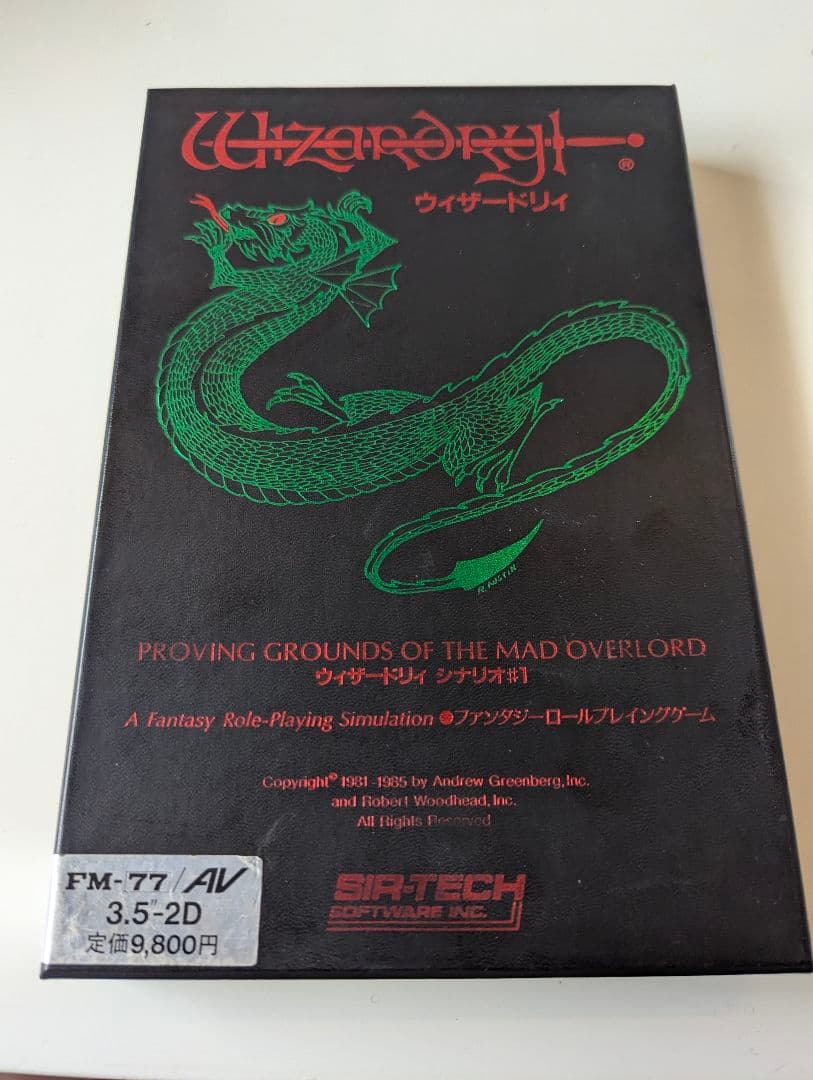 Wizardry®
ウィザードリィ
R. AUSTIN
PROVING GROUNDS OF THE MAD OVERLORD
ウィザードリィ シナリオ#1
A Fantasy Role-Playing Simulation ●ファンタジーロールプレイングゲーム
Copyright© 1981-1985 by Andrew Greenberg, Inc.
and Robert Woodhead, Inc.
All Rights Reserved
FM-77/AV
3.5"-2D
定価9,800円
SIR-TECH
SOFTWARE INC.